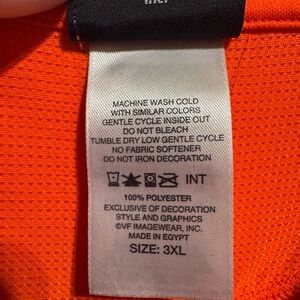 MACHINE WASH COLD
WITH SIMILAR COLORS
GENTLE CYCLE INSIDE OUT
DO NOT BLEACH
TUMBLE DRY LOW GENTLE CYCLE
NO FABRIC SOFTENER
DO NOT IRON DECORATION
INT
100% POLYESTER
EXCLUSIVE OF DECORATION
STYLE AND GRAPHICS
©VF IMAGEWEAR, INC.
MADE IN EGYPT
SIZE: 3XL